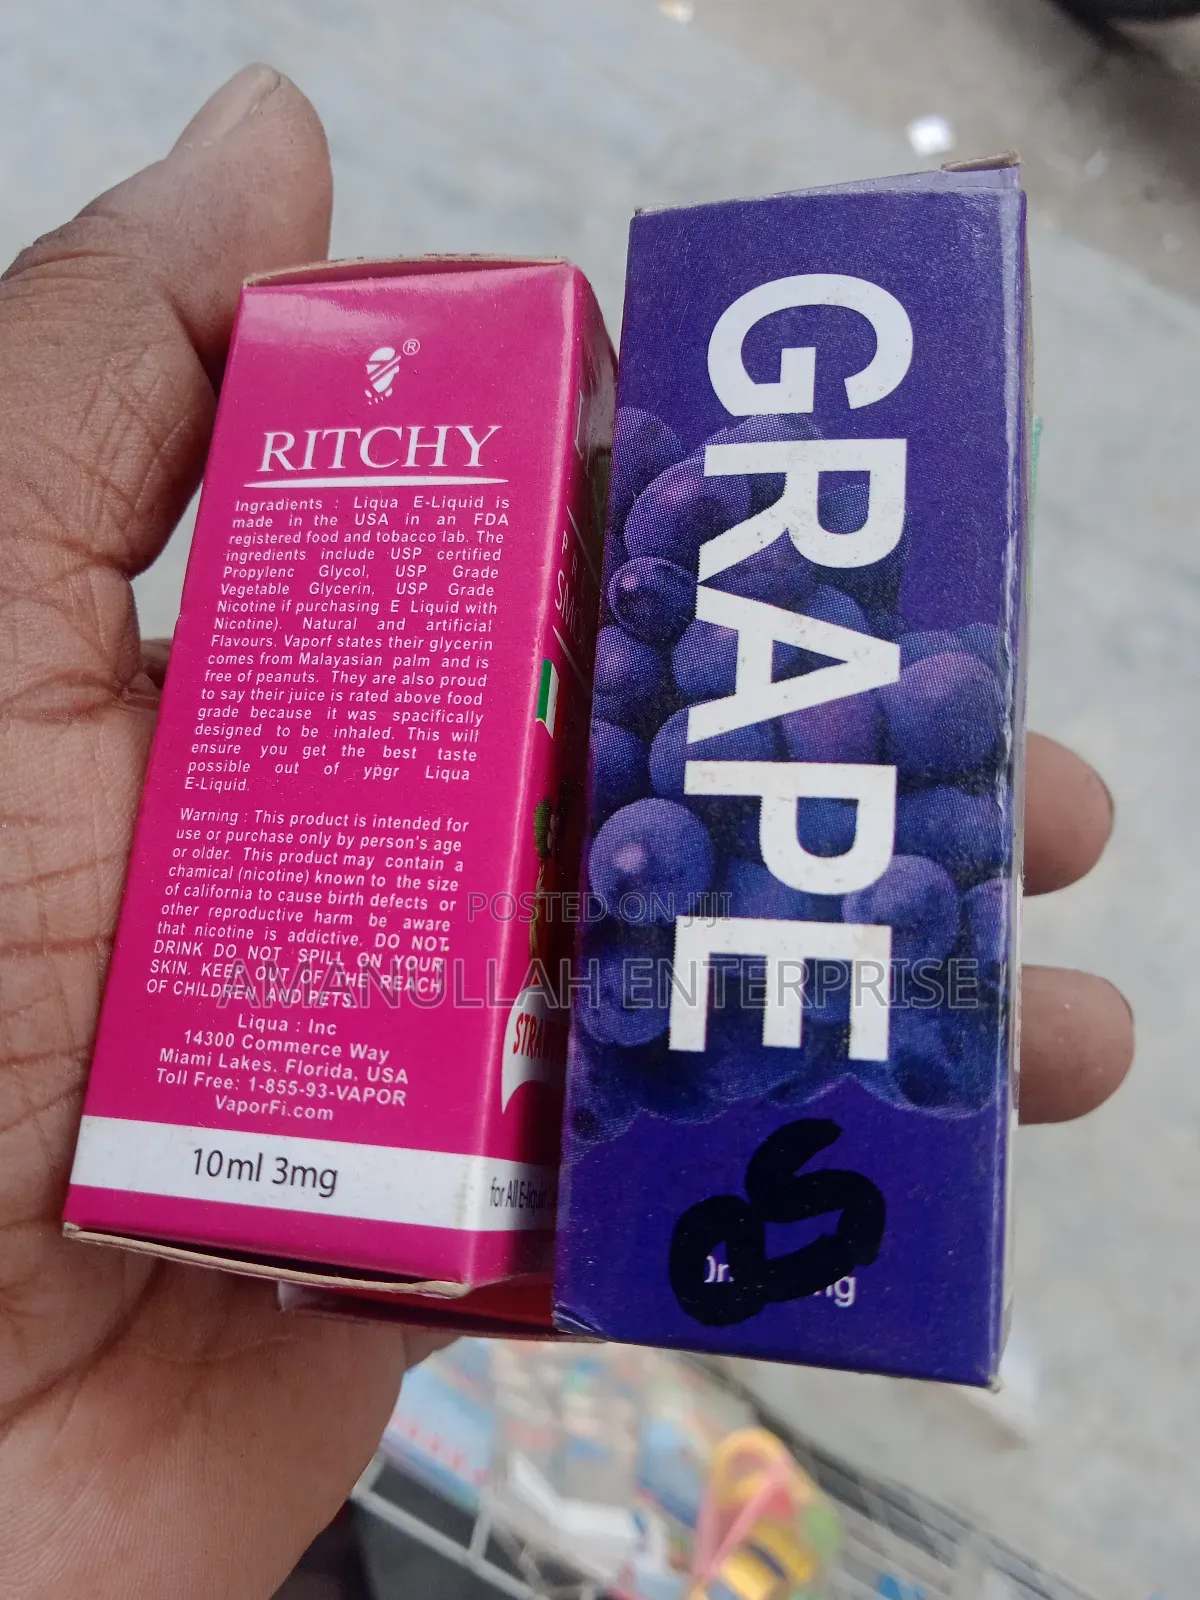 ®
RITCHY
Ingradients : Liqua E-Liquid is
made in the USA in an FDA
registered food and tobacco lab. The
ingredients include USP certified
Propylenc Glycol, USP Grade
Vegetable Glycerin, USP Grade
Nicotine if purchasing E Liquid with
Nicotine). Natural and artificial
Flavours. Vaporf states their glycerin
comes from Malayasian palm and is
free of peanuts. They are also proud
to say their juice is rated above food
grade because it was spacifically
designed to be inhaled. This will
ensure you get the best taste
possible out of ypgr Liqua
E-Liquid.
Warning : This product is intended for
use or purchase only by person's age
or older. This product may contain a
chamical (nicotine) known to the size
of california to cause birth defects or
other reproductive harm be aware
that nicotine is addictive. DO NOT.
DRINK DO NOT SPILL ON YOUR
SKIN. KEEP OUT OF THE REACH
OF CHILDREN AND PETS.
Liqua : Inc
14300 Commerce Way
Miami Lakes. Florida, USA
Toll Free: 1-855-93-VAPOR
VaporFi.com
10ml 3mg
for All E-liquid
GRAPE
POSTED ON JIJI
AMANULLAH ENTERPRISE